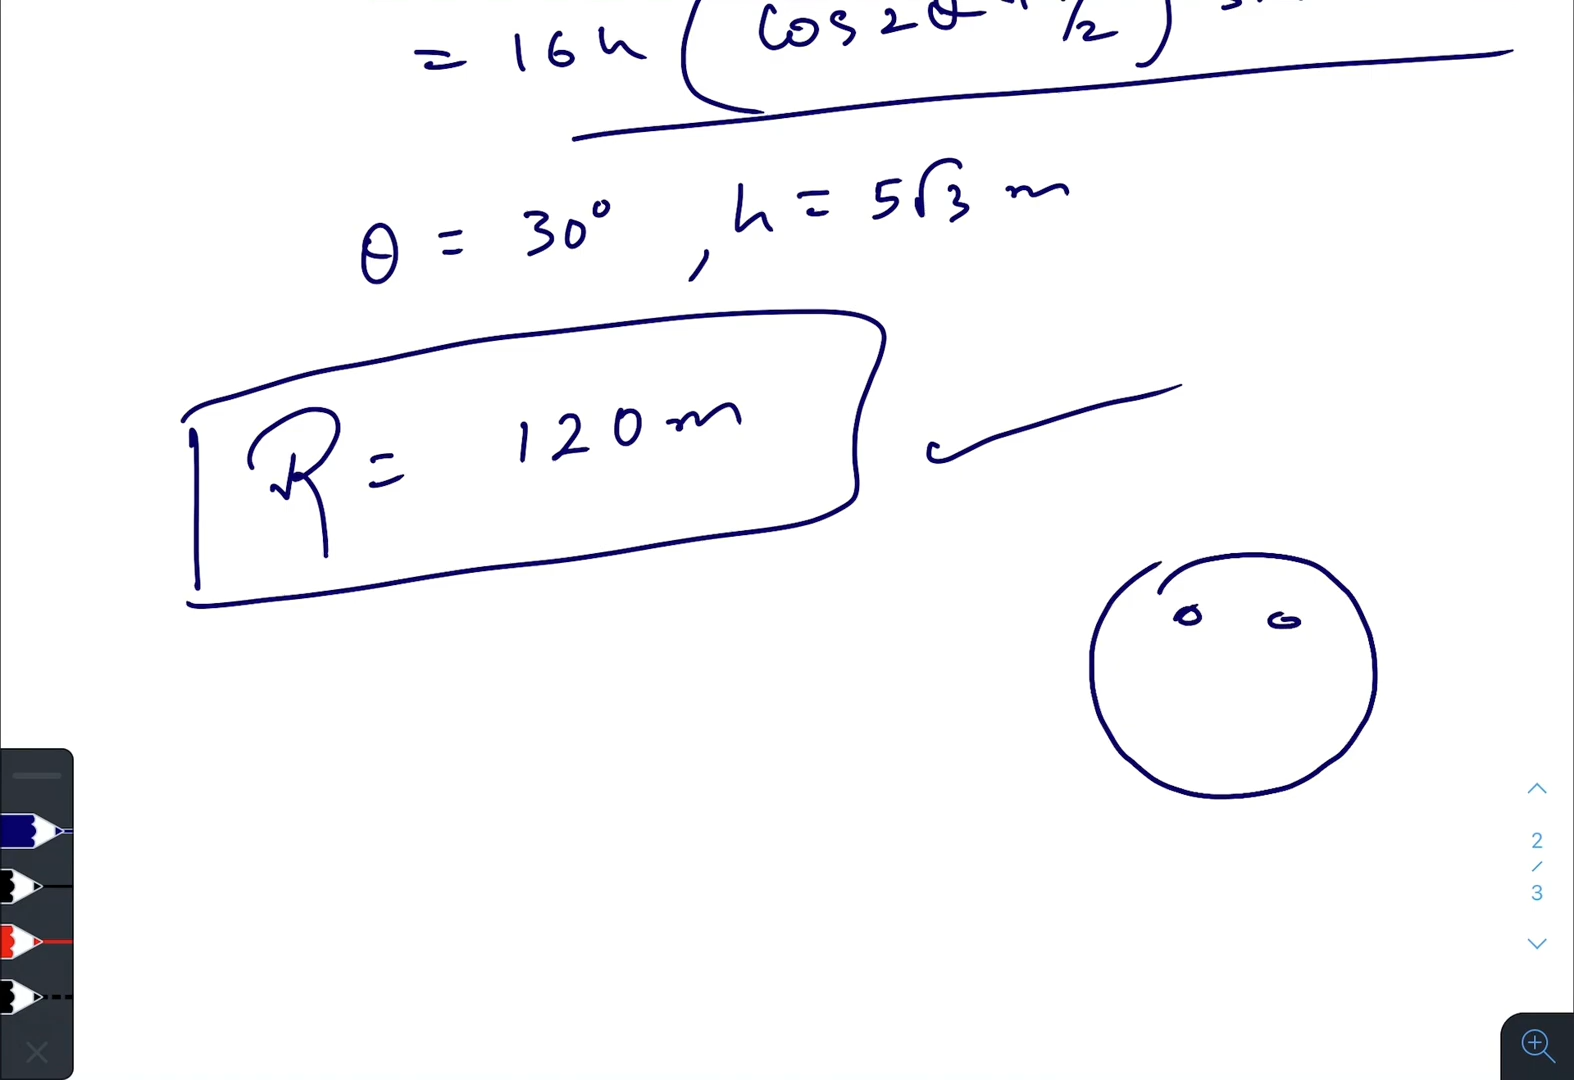 = 16h ( cos 2θ + 1/2 )
θ = 30° , h = 5√3 m
R = 120 m
2
/
3